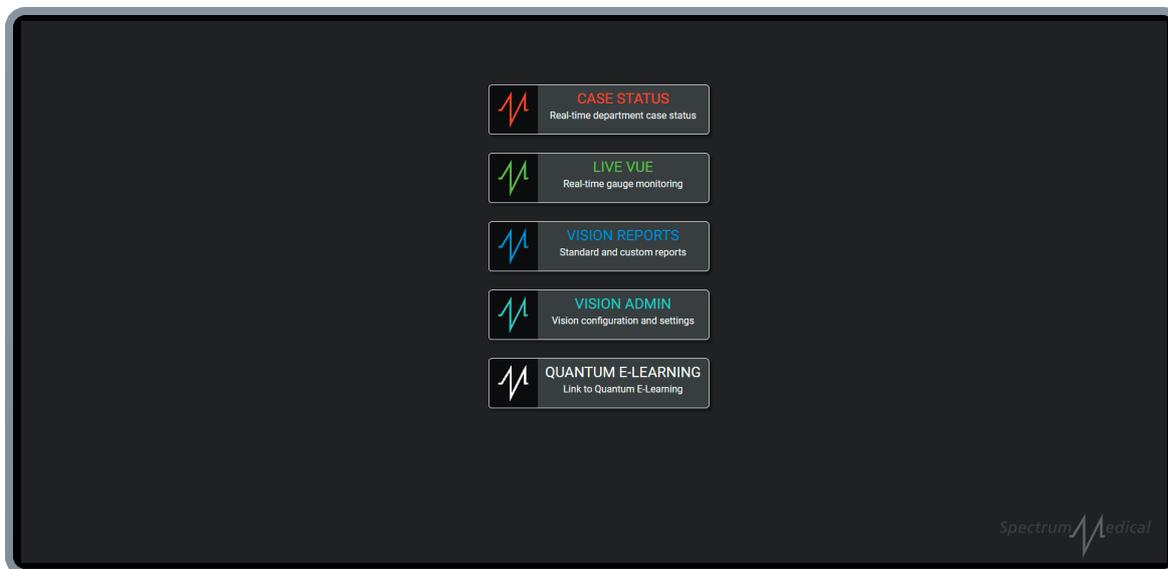 CASE STATUS
Real-time department case status
LIVE VUE
Real-time gauge monitoring
VISION REPORTS
Standard and custom reports
VISION ADMIN
Vision configuration and settings
QUANTUM E-LEARNING
Link to Quantum E-Learning
Spectrum Medical